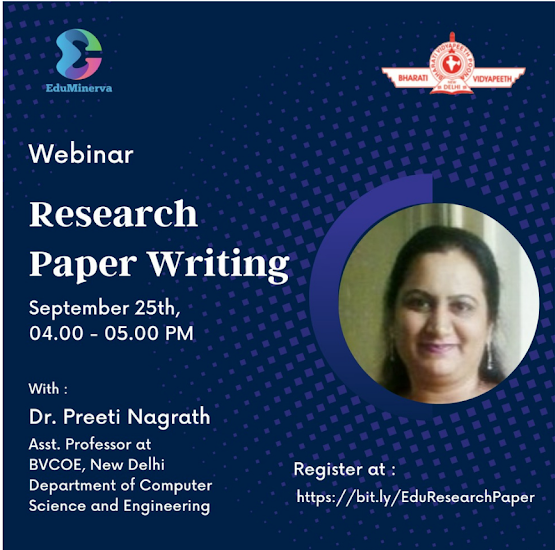 EduMinerva
BHARATI VIDYAPEETH
DELHI
Webinar
Research
Paper Writing
September 25th,
04.00 - 05.00 PM
With :
Dr. Preeti Nagrath
Asst. Professor at
BVCOE, New Delhi
Department of Computer
Science and Engineering
Register at :
https://bit.ly/EduResearchPaper